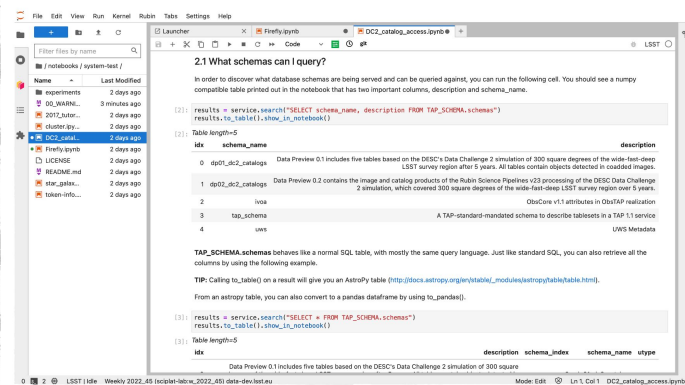 File Edit View Run Kernel Rubin Tabs Settings Help
Launcher
Firefly.ipynb
DC2_catalog_access.ipynb
Code
git
LSST
Filter files by name
/ notebooks / system-test /
Name
Last Modified
experiments 2 days ago
00_WARNI... 3 minutes ago
2017_tutor... 2 days ago
cluster.ipy... 2 days ago
DC2_catal... 2 days ago
Firefly.ipynb 2 days ago
LICENSE 2 days ago
README.md 2 days ago
star_galax... 2 days ago
token-info.... 2 days ago
2.1 What schemas can I query?
In order to discover what database schemas are being served and can be queried against, you can run the following cell. You should see a numpy
compatible table printed out in the notebook that has two important columns, description and schema_name.
[2]: results = service.search("SELECT schema_name, description FROM TAP_SCHEMA.schemas")
results.to_table().show_in_notebook()
[2]: Table length=5
idx schema_name description
0 dp01_dc2_catalogs Data Preview 0.1 includes five tables based on the DESC's Data Challenge 2 simulation of 300 square degrees of the wide-fast-deep
LSST survey region after 5 years. All tables contain objects detected in coadded images.
1 dp02_dc2_catalogs Data Preview 0.2 contains the image and catalog products of the Rubin Science Pipelines v23 processing of the DESC Data Challenge
2 simulation, which covered 300 square degrees of the wide-fast-deep LSST survey region over 5 years.
2 ivoa ObsCore v1.1 attributes in ObsTAP realization
3 tap_schema A TAP-standard-mandated schema to describe tablesets in a TAP 1.1 service
4 uws UWS Metadata
TAP_SCHEMA.schemas behaves like a normal SQL table, with mostly the same query language. Just like standard SQL, you can also retrieve all the
columns by using the following example.
TIP: Calling to_table() on a result will give you an AstroPy table (http://docs.astropy.org/en/stable/_modules/astropy/table/table.html).
From an astropy table, you can also convert to a pandas dataframe by using to_pandas().
[3]: results = service.search("SELECT * FROM TAP_SCHEMA.schemas")
results.to_table().show_in_notebook()
[3]: Table length=5
idx description schema_index schema_name utype
Data Preview 0.1 includes five tables based on the DESC's Data Challenge 2 simulation of 300 square
0 2 LSST | Idle Weekly 2022_45 (sciplat-lab:w_2022_45) data-dev.lsst.eu Mode: Edit Ln 1, Col 1 DC2_catalog_access.ipynb